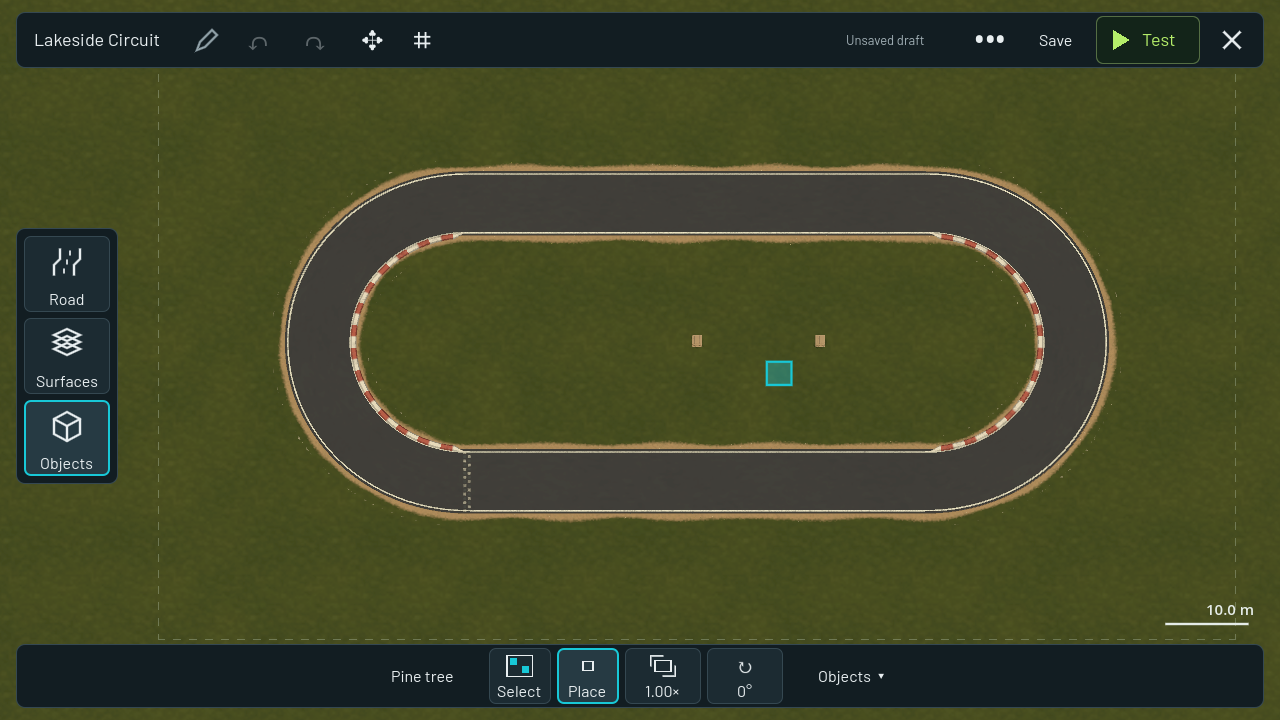 Lakeside Circuit
Unsaved draft
Save
Test
Road
Surfaces
Objects
10.0 m
Pine tree
Select
Place
1.00×
0°
Objects